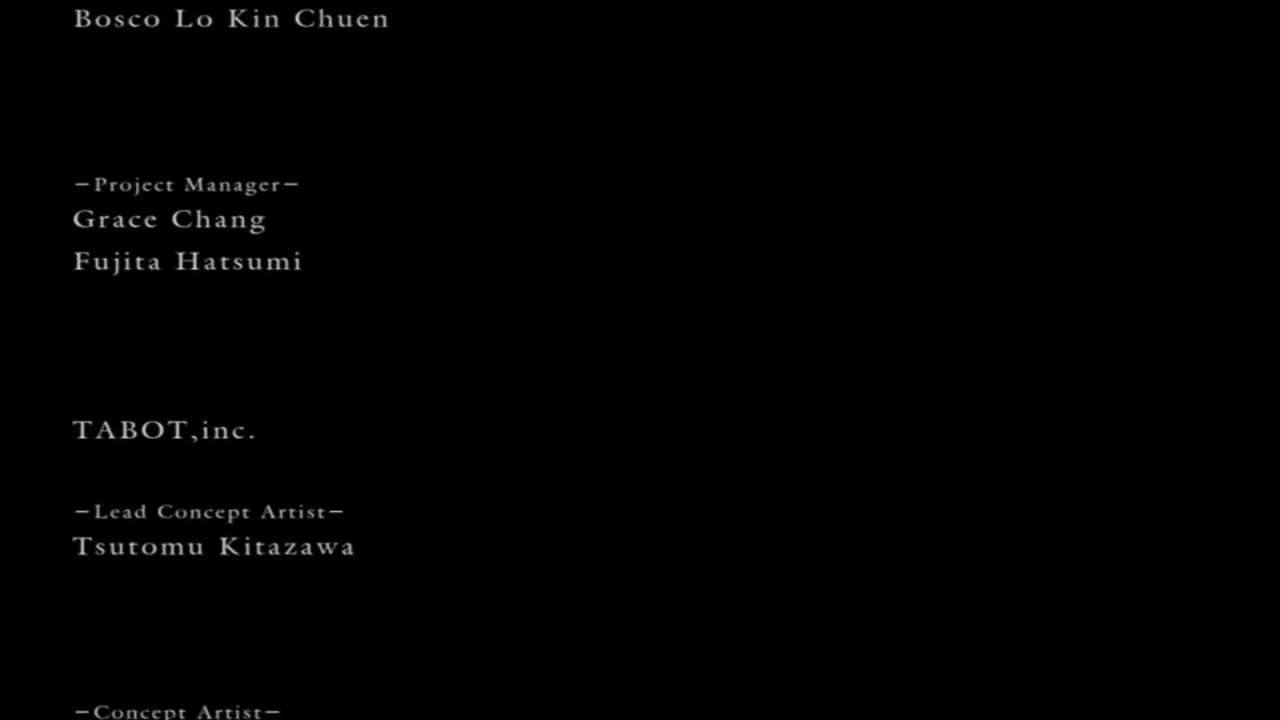 Bosco Lo Kin Chuen
—Project Manager—
Grace Chang
Fujita Hatsumi
TABOT,inc.
—Lead Concept Artist—
Tsutomu Kitazawa
—Concept Artist—